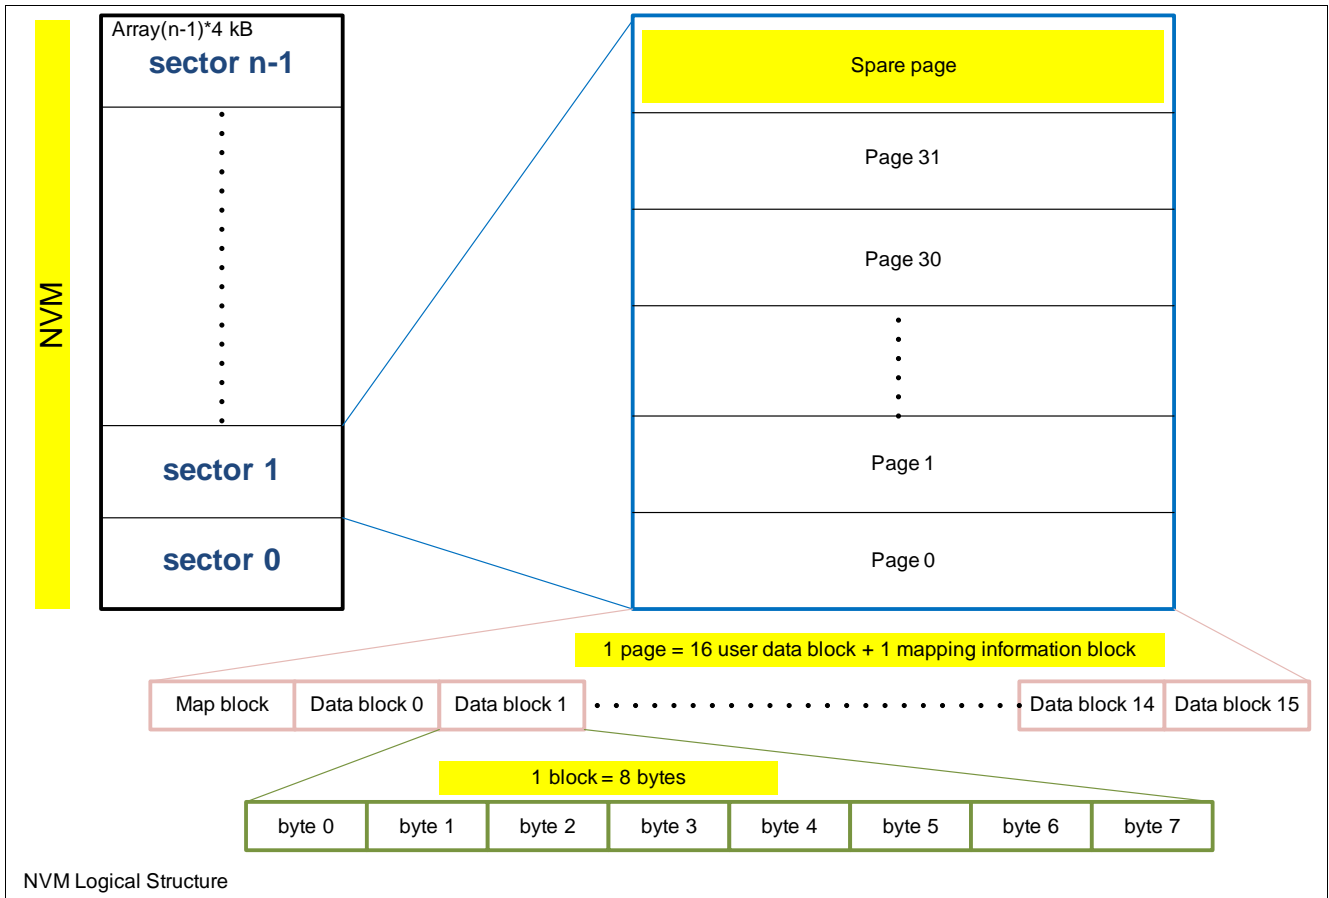 NVM
Array(n-1)*4 kB
sector n-1
sector 1
sector 0
Spare page
Page 31
Page 30
Page 1
Page 0
1 page = 16 user data block + 1 mapping information block
Map block Data block 0 Data block 1 Data block 14 Data block 15
1 block = 8 bytes
byte 0 byte 1 byte 2 byte 3 byte 4 byte 5 byte 6 byte 7
NVM Logical Structure